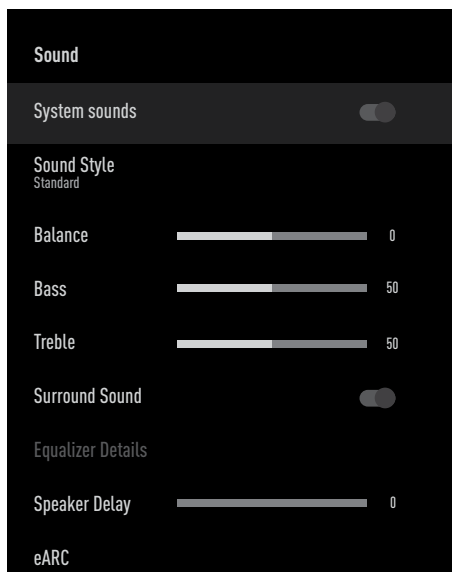 Sound
System sounds
Sound Style
Standard
Balance 0
Bass 50
Treble 50
Surround Sound
Equalizer Details
Speaker Delay 0
eARC